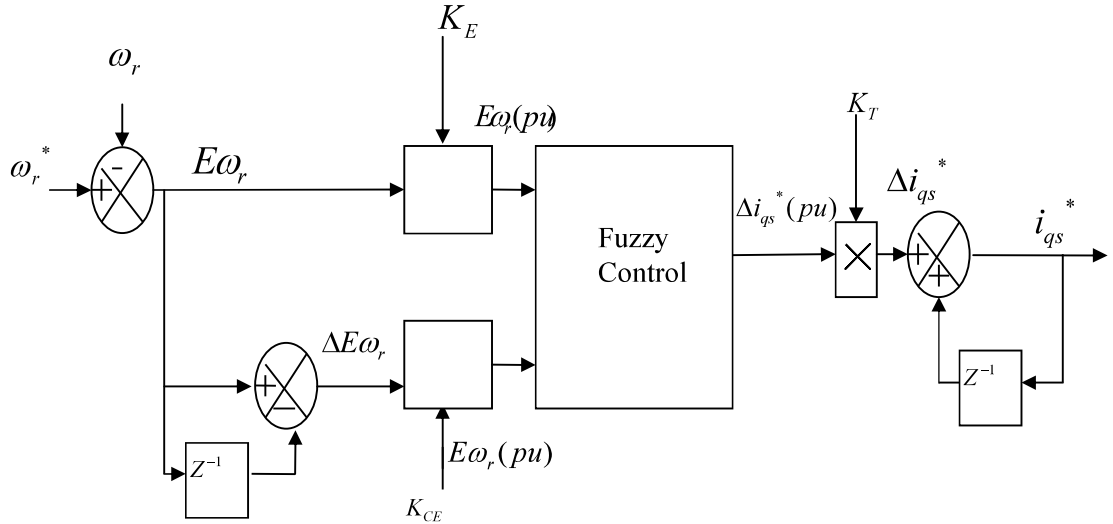 K_E
ω_r
K_T
Eω_r(pu)
ω_r*
-
+
Eω_r
Δi_qs*
Δi_qs*(pu)
i_qs*
Fuzzy
Control
×
+
+
ΔEω_r
+
−
Z⁻¹
Z⁻¹
Eω_r(pu)
K_CE